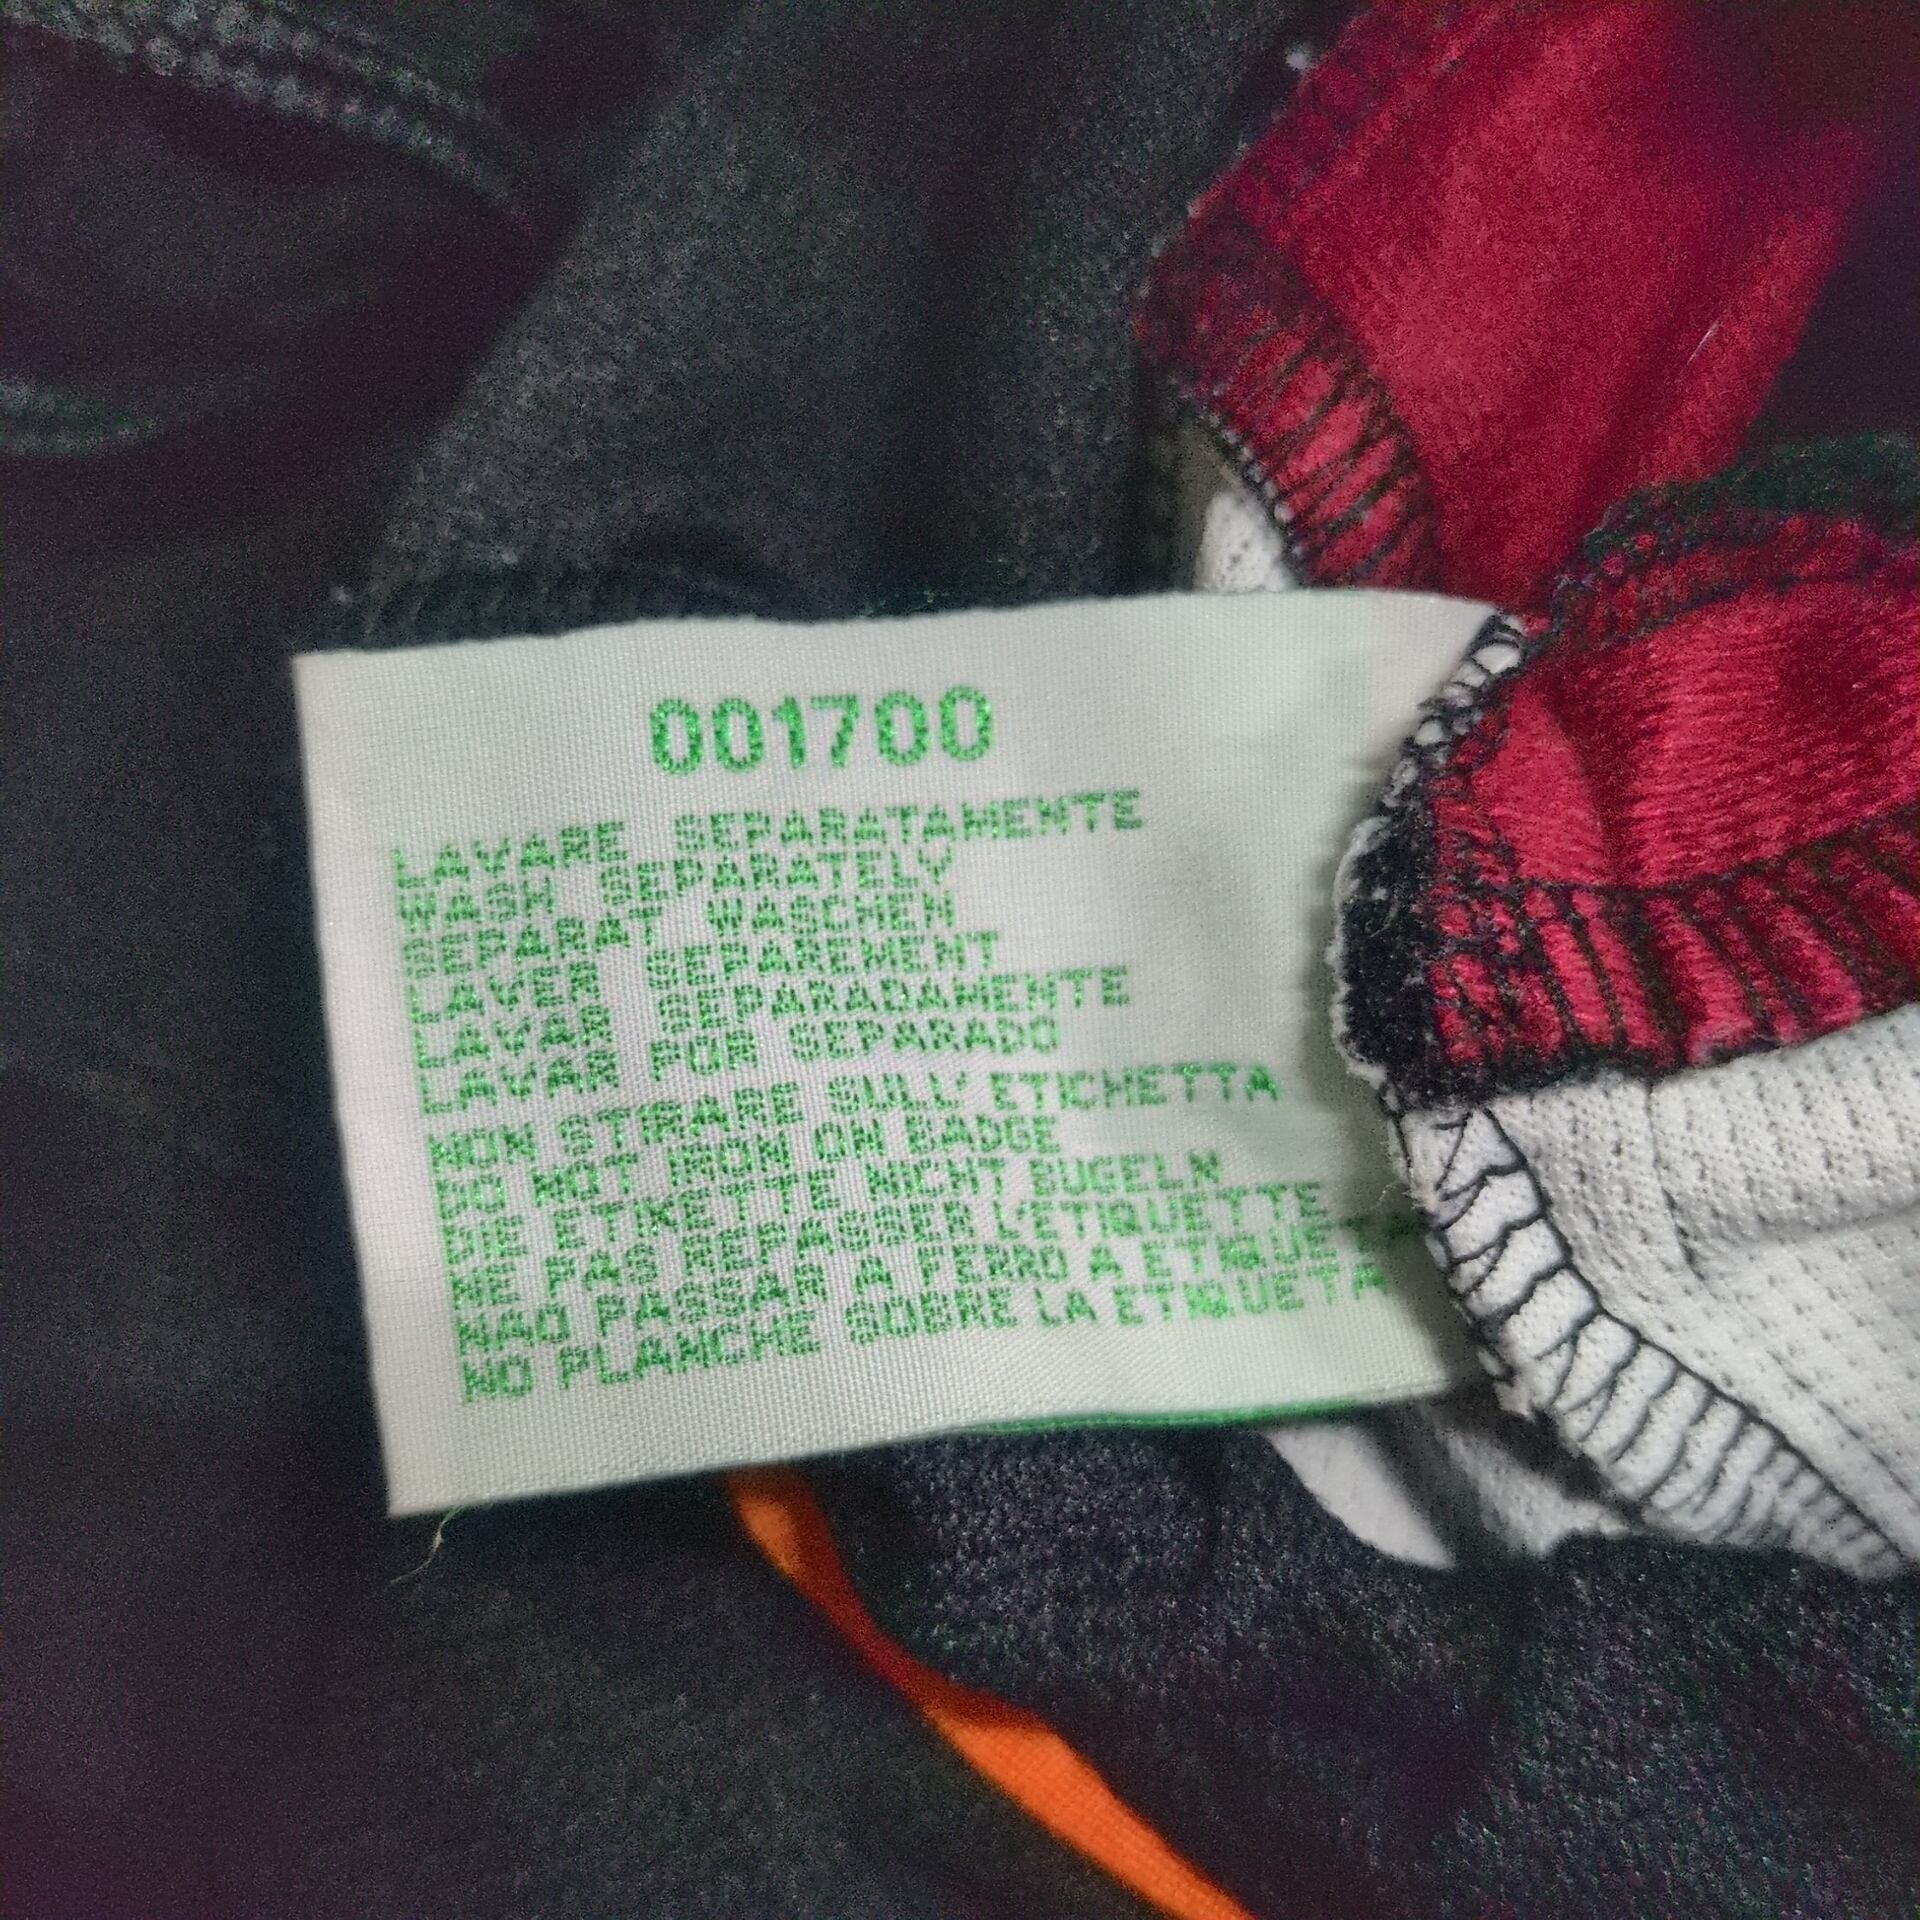 001700
LAVARE SEPARATAMENTE
WASH SEPARATELY
SEPARAT WASCHEN
LAVER SEPAREMENT
LAVAR SEPARADAMENTE
LAVAR POR SEPARADO
NON STIRARE SULL' ETICHETTA
DO NOT IRON ON BADGE
DIE ETIKETTE NICHT BUGELN
NE PAS REPASSER L'ETIQUETTE
NAO PASSAR A FERRO A ETIQUET
NO PLANCHE SOBRE LA ETIQUETA